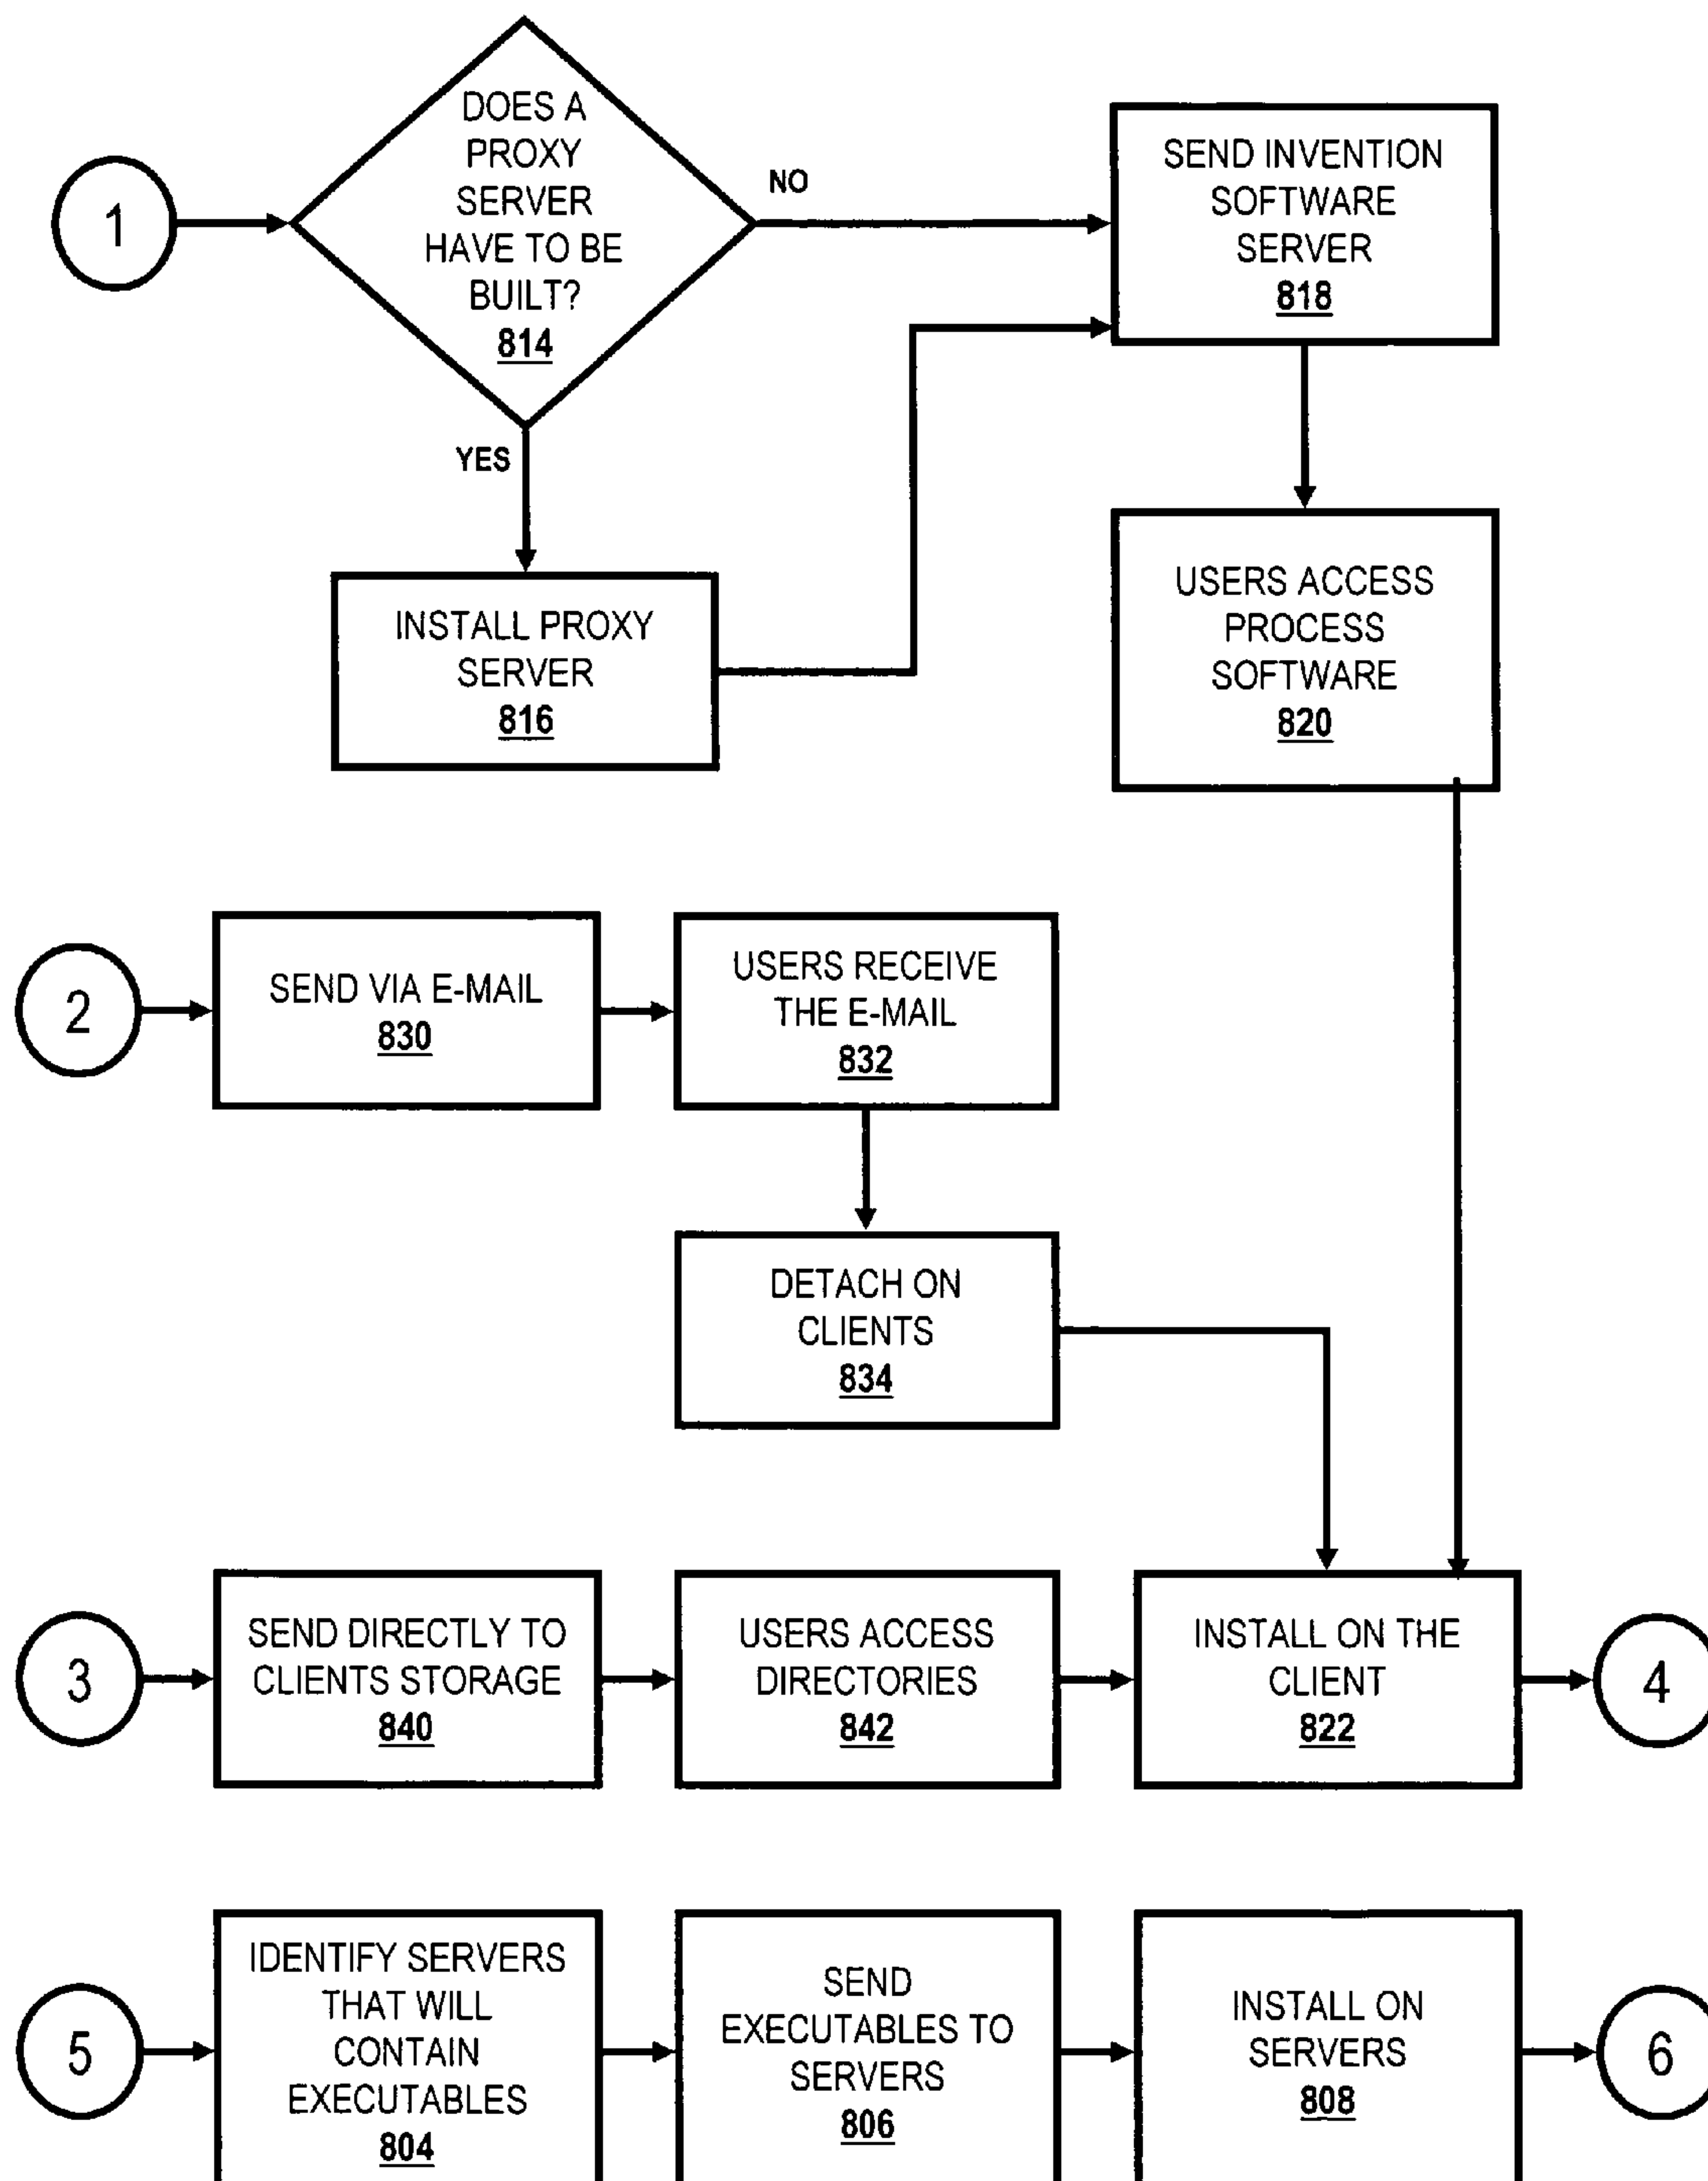 1
DOES A
PROXY
SERVER
HAVE TO BE
BUILT?
814
NO
YES
SEND INVENTION
SOFTWARE
SERVER
818
INSTALL PROXY
SERVER
816
USERS ACCESS
PROCESS
SOFTWARE
820
2
SEND VIA E-MAIL
830
USERS RECEIVE
THE E-MAIL
832
DETACH ON
CLIENTS
834
3
SEND DIRECTLY TO
CLIENTS STORAGE
840
USERS ACCESS
DIRECTORIES
842
INSTALL ON THE
CLIENT
822
4
5
IDENTIFY SERVERS
THAT WILL
CONTAIN
EXECUTABLES
804
SEND
EXECUTABLES TO
SERVERS
806
INSTALL ON
SERVERS
808
6